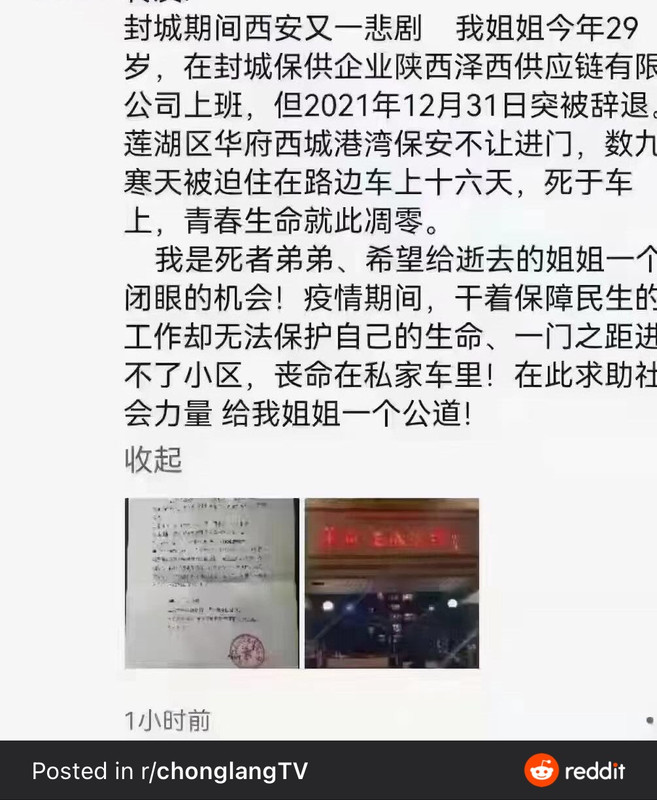 封城期间西安又一悲剧 我姐姐今年29
岁，在封城保供企业陕西泽西供应链有限
公司上班，但2021年12月31日突被辞退。
莲湖区华府西城港湾保安不让进门，数九
寒天被迫住在路边车上十六天，死于车
上，青春生命就此凋零。
我是死者弟弟、希望给逝去的姐姐一个
闭眼的机会！疫情期间，干着保障民生的
工作却无法保护自己的生命、一门之距进
不了小区，丧命在私家车里！在此求助社
会力量 给我姐姐一个公道！
收起
1小时前
Posted in r/chonglangTV
reddit